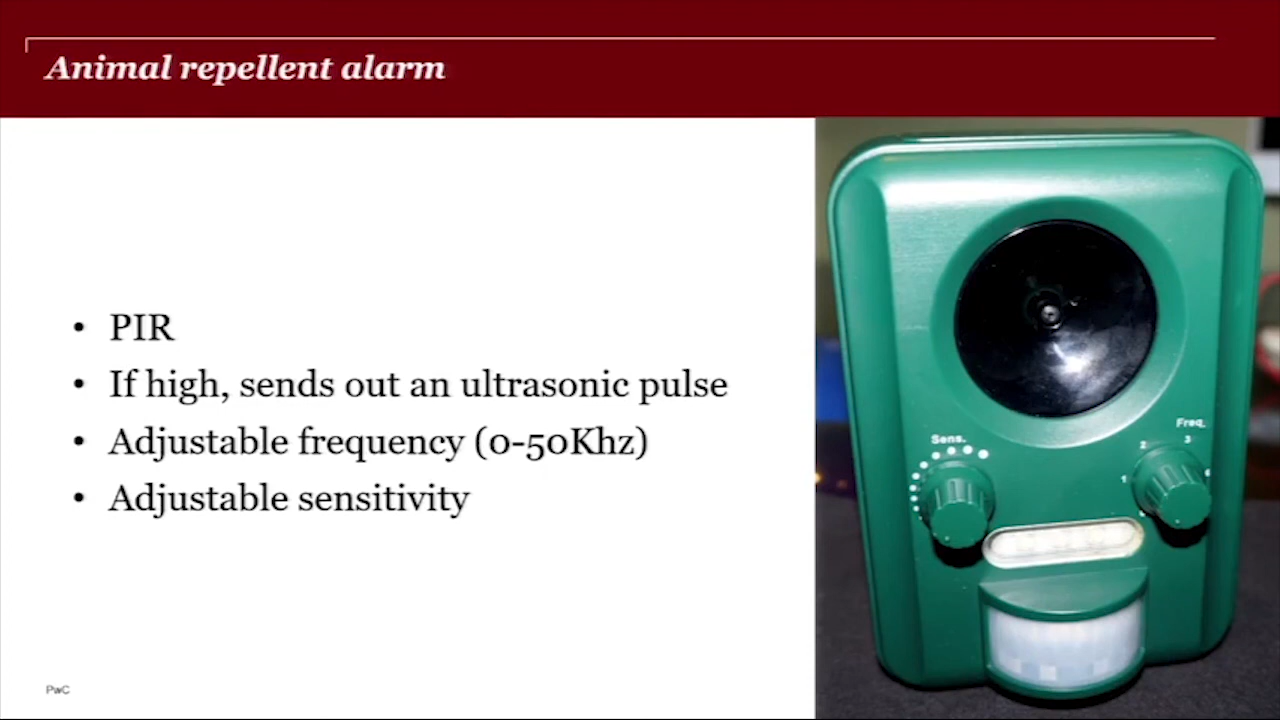 Animal repellent alarm
• PIR
• If high, sends out an ultrasonic pulse
• Adjustable frequency (0-50Khz)
• Adjustable sensitivity
Sens.
Freq.
2 3
1
PwC